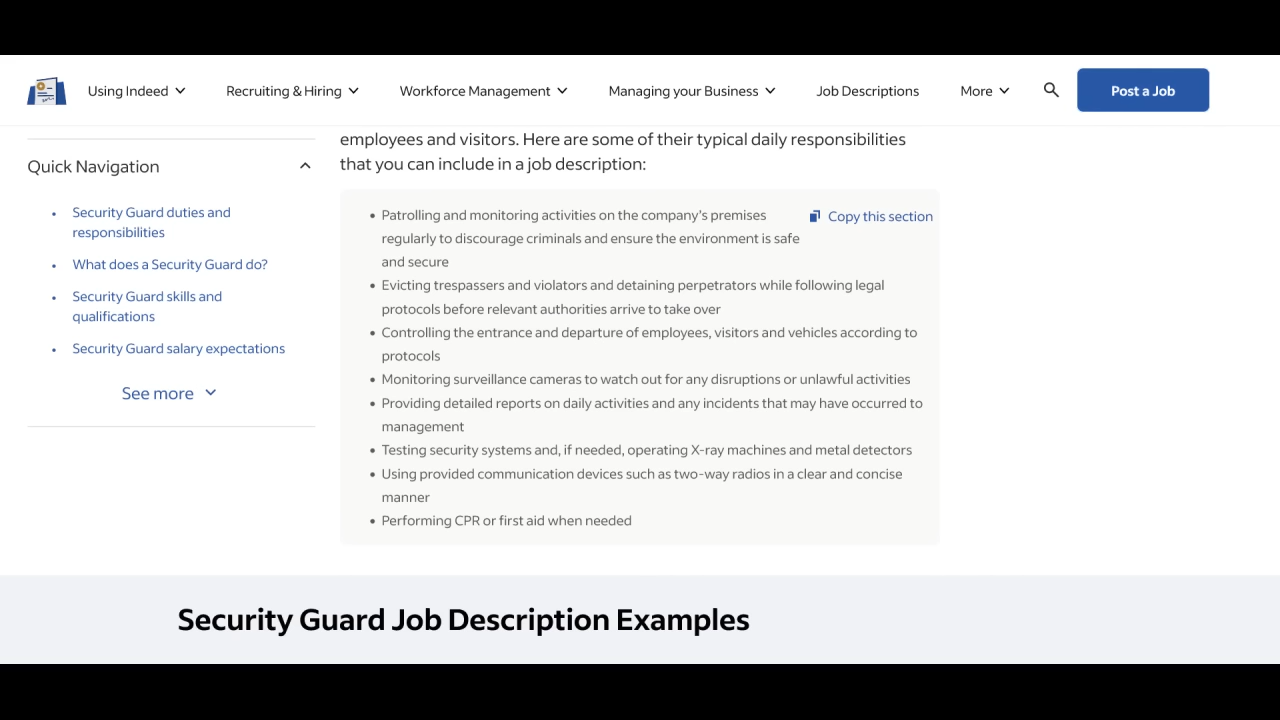 Using Indeed
Recruiting & Hiring
Workforce Management
Managing your Business
Job Descriptions
More
Post a Job
Quick Navigation
• Security Guard duties and
responsibilities
• What does a Security Guard do?
• Security Guard skills and
qualifications
• Security Guard salary expectations
See more
employees and visitors. Here are some of their typical daily responsibilities
that you can include in a job description:
Copy this section
• Patrolling and monitoring activities on the company's premises
regularly to discourage criminals and ensure the environment is safe
and secure
• Evicting trespassers and violators and detaining perpetrators while following legal
protocols before relevant authorities arrive to take over
• Controlling the entrance and departure of employees, visitors and vehicles according to
protocols
• Monitoring surveillance cameras to watch out for any disruptions or unlawful activities
• Providing detailed reports on daily activities and any incidents that may have occurred to
management
• Testing security systems and, if needed, operating X-ray machines and metal detectors
• Using provided communication devices such as two-way radios in a clear and concise
manner
• Performing CPR or first aid when needed
Security Guard Job Description Examples